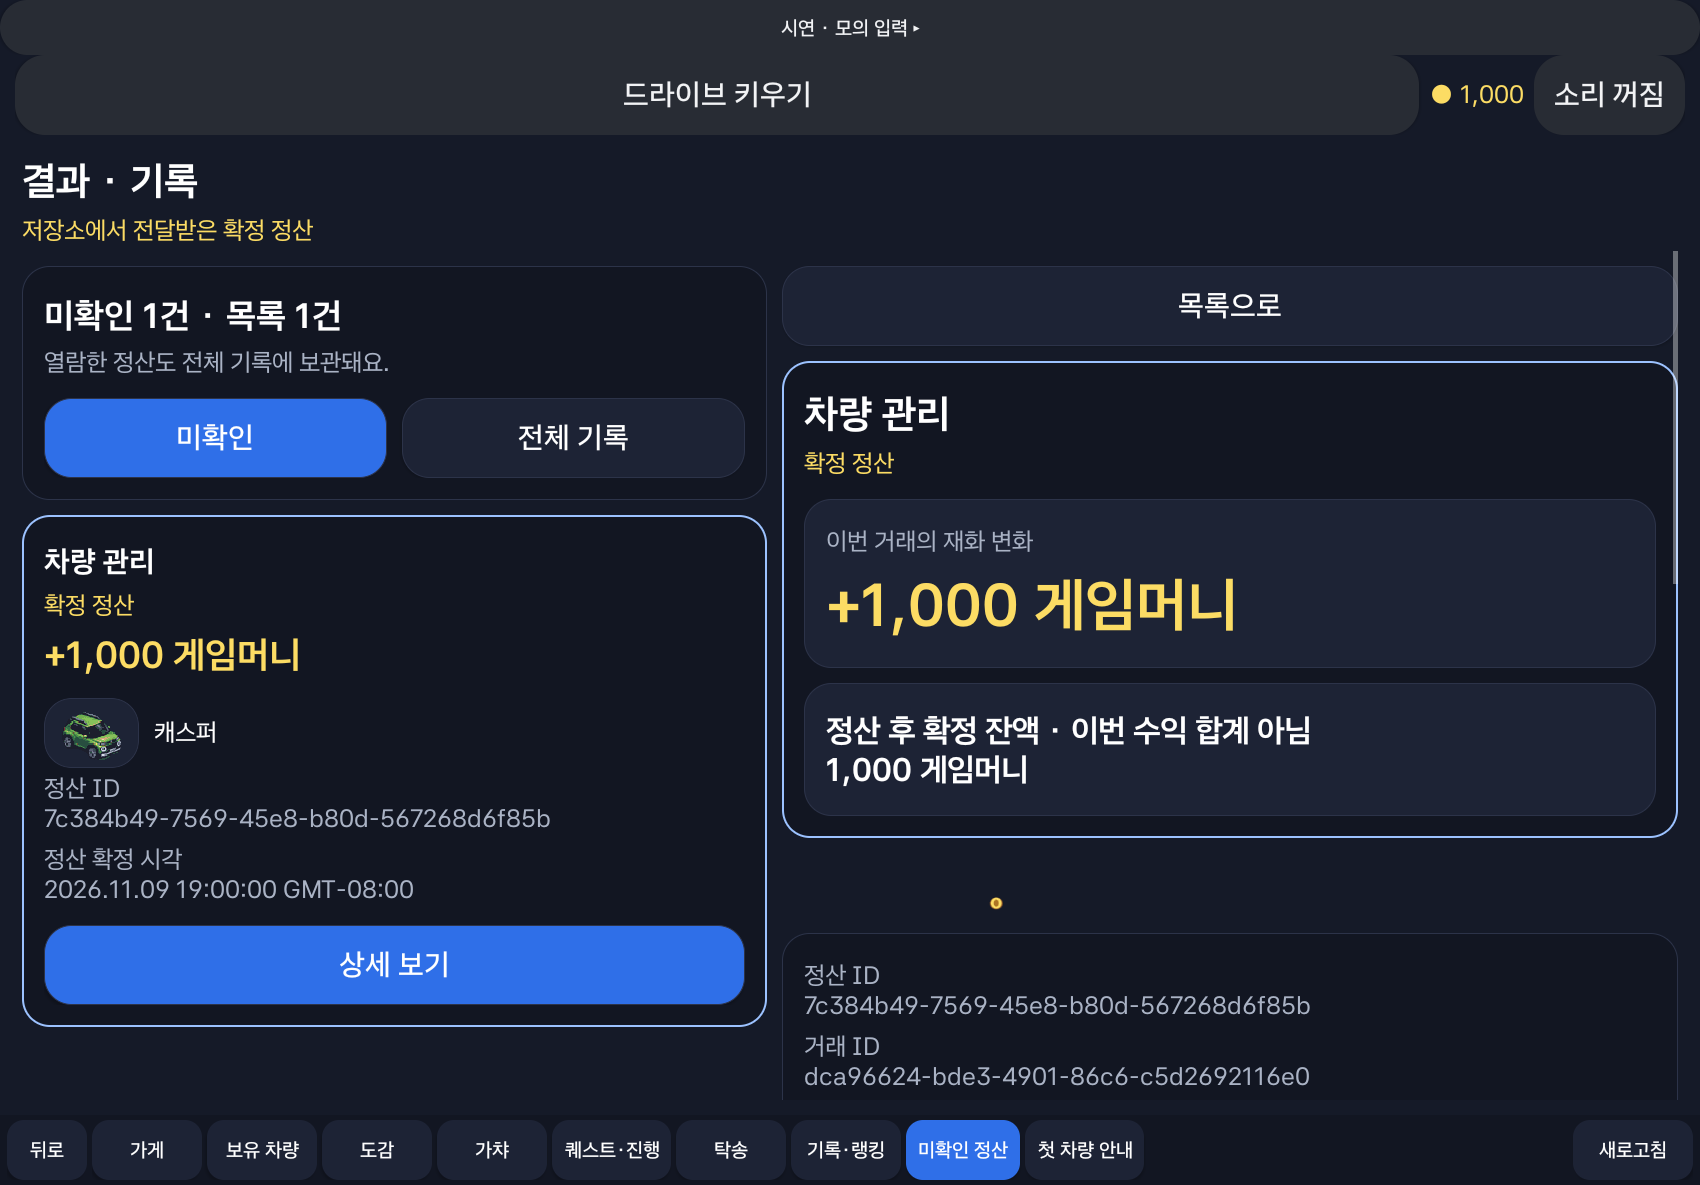 시연 · 모의 입력 ▸
드라이브 키우기
1,000
소리 꺼짐
결과 · 기록
저장소에서 전달받은 확정 정산
미확인 1건 · 목록 1건
열람한 정산도 전체 기록에 보관돼요.
미확인
전체 기록
차량 관리
확정 정산
+1,000 게임머니
캐스퍼
정산 ID
7c384b49-7569-45e8-b80d-567268d6f85b
정산 확정 시각
2026.11.09 19:00:00 GMT-08:00
상세 보기
목록으로
차량 관리
확정 정산
이번 거래의 재화 변화
+1,000 게임머니
정산 후 확정 잔액 · 이번 수익 합계 아님
1,000 게임머니
정산 ID
7c384b49-7569-45e8-b80d-567268d6f85b
거래 ID
dca96624-bde3-4901-86c6-c5d2692116e0
뒤로
가게
보유 차량
도감
가챠
퀘스트·진행
탁송
기록·랭킹
미확인 정산
첫 차량 안내
새로고침